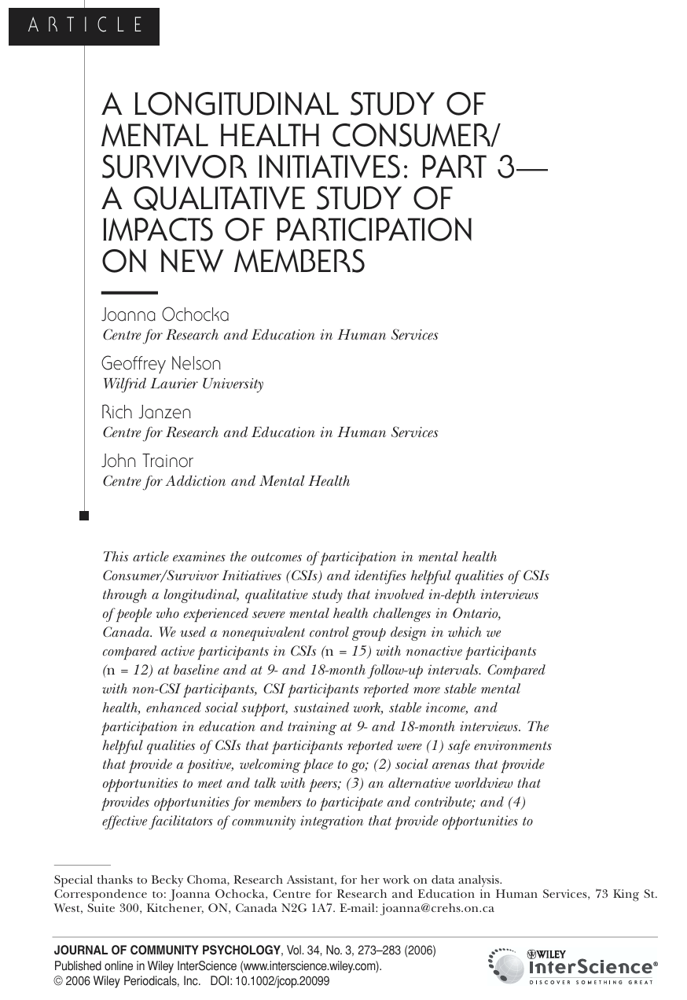 ARTICLE
A LONGITUDINAL STUDY OF
MENTAL HEALTH CONSUMER/
SURVIVOR INITIATIVES: PART 3—
A QUALITATIVE STUDY OF
IMPACTS OF PARTICIPATION
ON NEW MEMBERS
Joanna Ochocka
Centre for Research and Education in Human Services
Geoffrey Nelson
Wilfrid Laurier University
Rich Janzen
Centre for Research and Education in Human Services
John Trainor
Centre for Addiction and Mental Health
This article examines the outcomes of participation in mental health
Consumer/Survivor Initiatives (CSIs) and identifies helpful qualities of CSIs
through a longitudinal, qualitative study that involved in-depth interviews
of people who experienced severe mental health challenges in Ontario,
Canada. We used a nonequivalent control group design in which we
compared active participants in CSIs (n = 15) with nonactive participants
(n = 12) at baseline and at 9- and 18-month follow-up intervals. Compared
with non-CSI participants, CSI participants reported more stable mental
health, enhanced social support, sustained work, stable income, and
participation in education and training at 9- and 18-month interviews. The
helpful qualities of CSIs that participants reported were (1) safe environments
that provide a positive, welcoming place to go; (2) social arenas that provide
opportunities to meet and talk with peers; (3) an alternative worldview that
provides opportunities for members to participate and contribute; and (4)
effective facilitators of community integration that provide opportunities to
Special thanks to Becky Choma, Research Assistant, for her work on data analysis.
Correspondence to: Joanna Ochocka, Centre for Research and Education in Human Services, 73 King St.
West, Suite 300, Kitchener, ON, Canada N2G 1A7. E-mail: joanna@crehs.on.ca
JOURNAL OF COMMUNITY PSYCHOLOGY, Vol. 34, No. 3, 273–283 (2006)
Published online in Wiley InterScience (www.interscience.wiley.com).
© 2006 Wiley Periodicals, Inc. DOI: 10.1002/jcop.20099
WILEY
InterScience®
DISCOVER SOMETHING GREAT